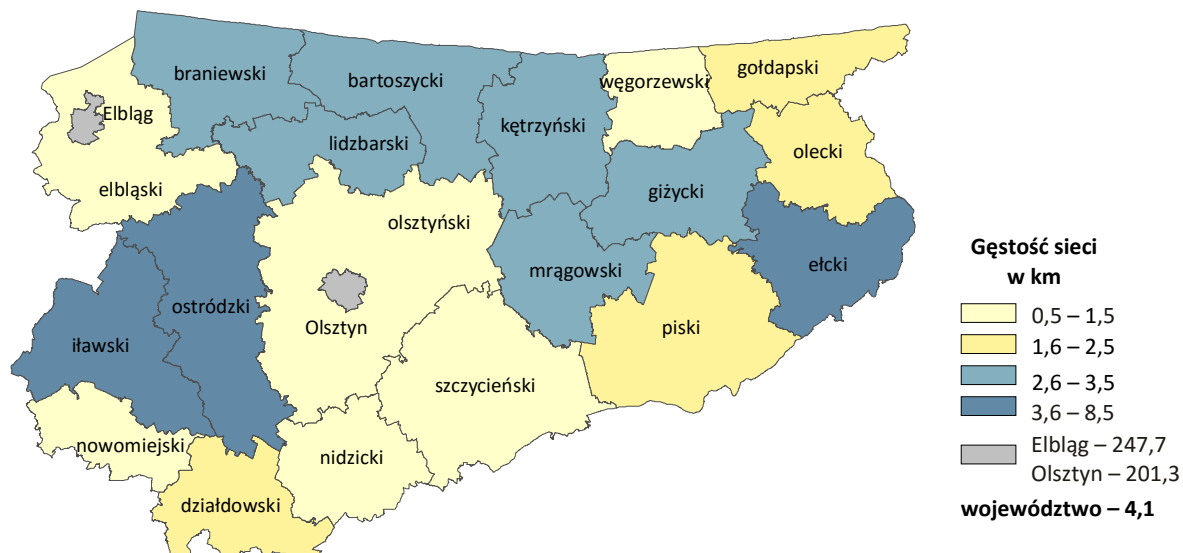 braniewski
bartoszycki
węgorzewski
gołdapski
Elbląg
lidzbarski
kętrzyński
olecki
elbląski
giżycki
olsztyński
mrągowski
ełcki
ostródzki
Olsztyn
piski
iławski
szczycieński
nowomiejski
nidzicki
działdowski
Gęstość sieci
w km
0,5 – 1,5
1,6 – 2,5
2,6 – 3,5
3,6 – 8,5
Elbląg – 247,7
Olsztyn – 201,3
województwo – 4,1